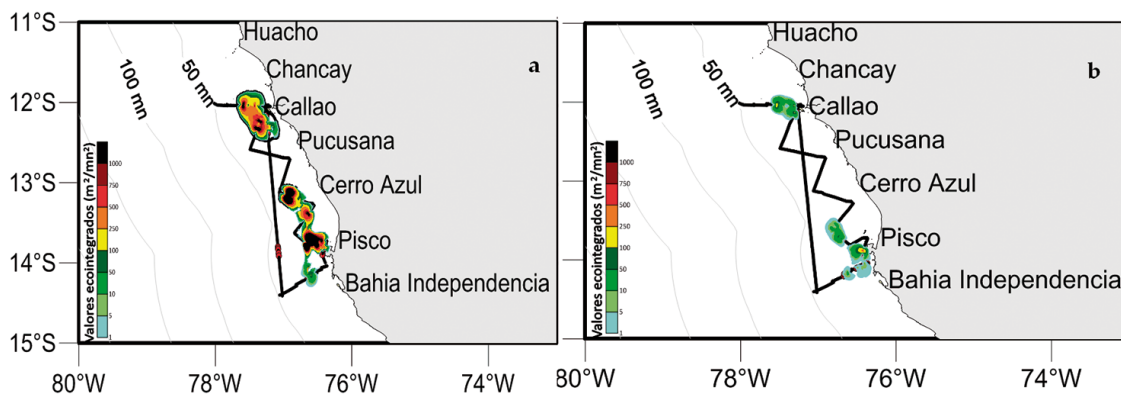 11°S
12°S
13°S
14°S
15°S
80°W
78°W
76°W
74°W
a
Huacho
Chancay
Callao
Pucusana
Cerro Azul
Pisco
Bahia Independencia
100 mn
50 mn
Valores ecointegrados (m²/mn²)
1000
750
500
250
100
50
10
5
1
b
Huacho
Chancay
Callao
Pucusana
Cerro Azul
Pisco
Bahia Independencia
100 mn
50 mn
Valores ecointegrados (m²/mn²)
1000
750
500
250
100
50
10
5
1
80°W
78°W
76°W
74°W